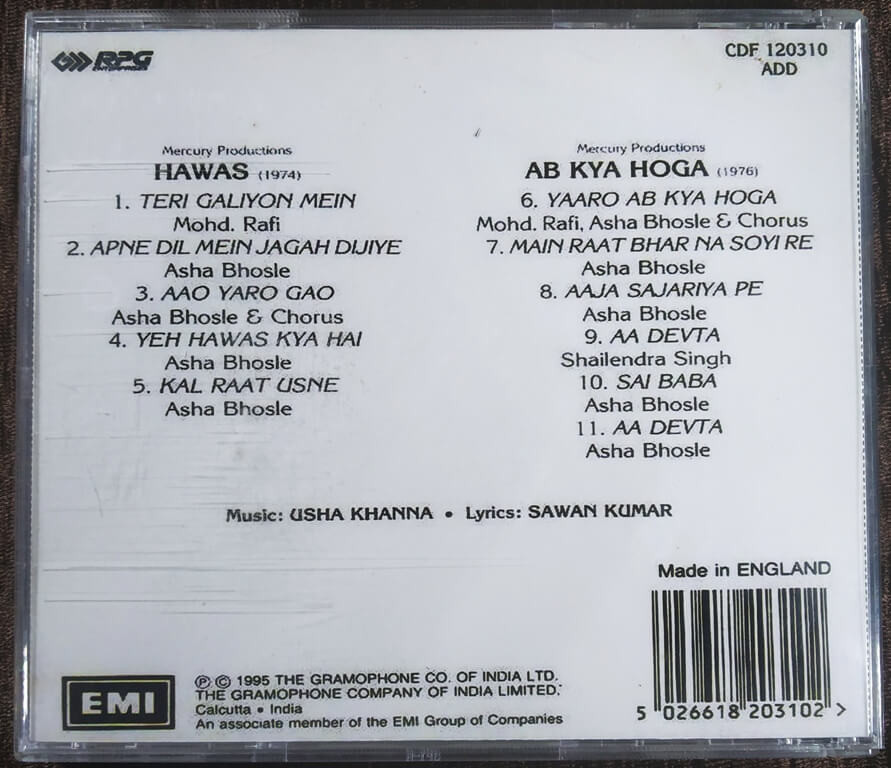 RPG
ENTERPRISES
CDF 120310
ADD
Mercury Productions
HAWAS (1974)
1. TERI GALIYON MEIN
Mohd. Rafi
2. APNE DIL MEIN JAGAH DIJIYE
Asha Bhosle
3. AAO YARO GAO
Asha Bhosle & Chorus
4. YEH HAWAS KYA HAI
Asha Bhosle
5. KAL RAAT USNE
Asha Bhosle
Mercury Productions
AB KYA HOGA (1976)
6. YAARO AB KYA HOGA
Mohd. Rafi, Asha Bhosle & Chorus
7. MAIN RAAT BHAR NA SOYI RE
Asha Bhosle
8. AAJA SAJARIYA PE
Asha Bhosle
9. AA DEVTA
Shailendra Singh
10. SAI BABA
Asha Bhosle
11. AA DEVTA
Asha Bhosle
Music: USHA KHANNA • Lyrics: SAWAN KUMAR
Made in ENGLAND
EMI
℗ © 1995 THE GRAMOPHONE CO. OF INDIA LTD.
THE GRAMOPHONE COMPANY OF INDIA LIMITED.
Calcutta • India
An associate member of the EMI Group of Companies
5 026618 203102 >